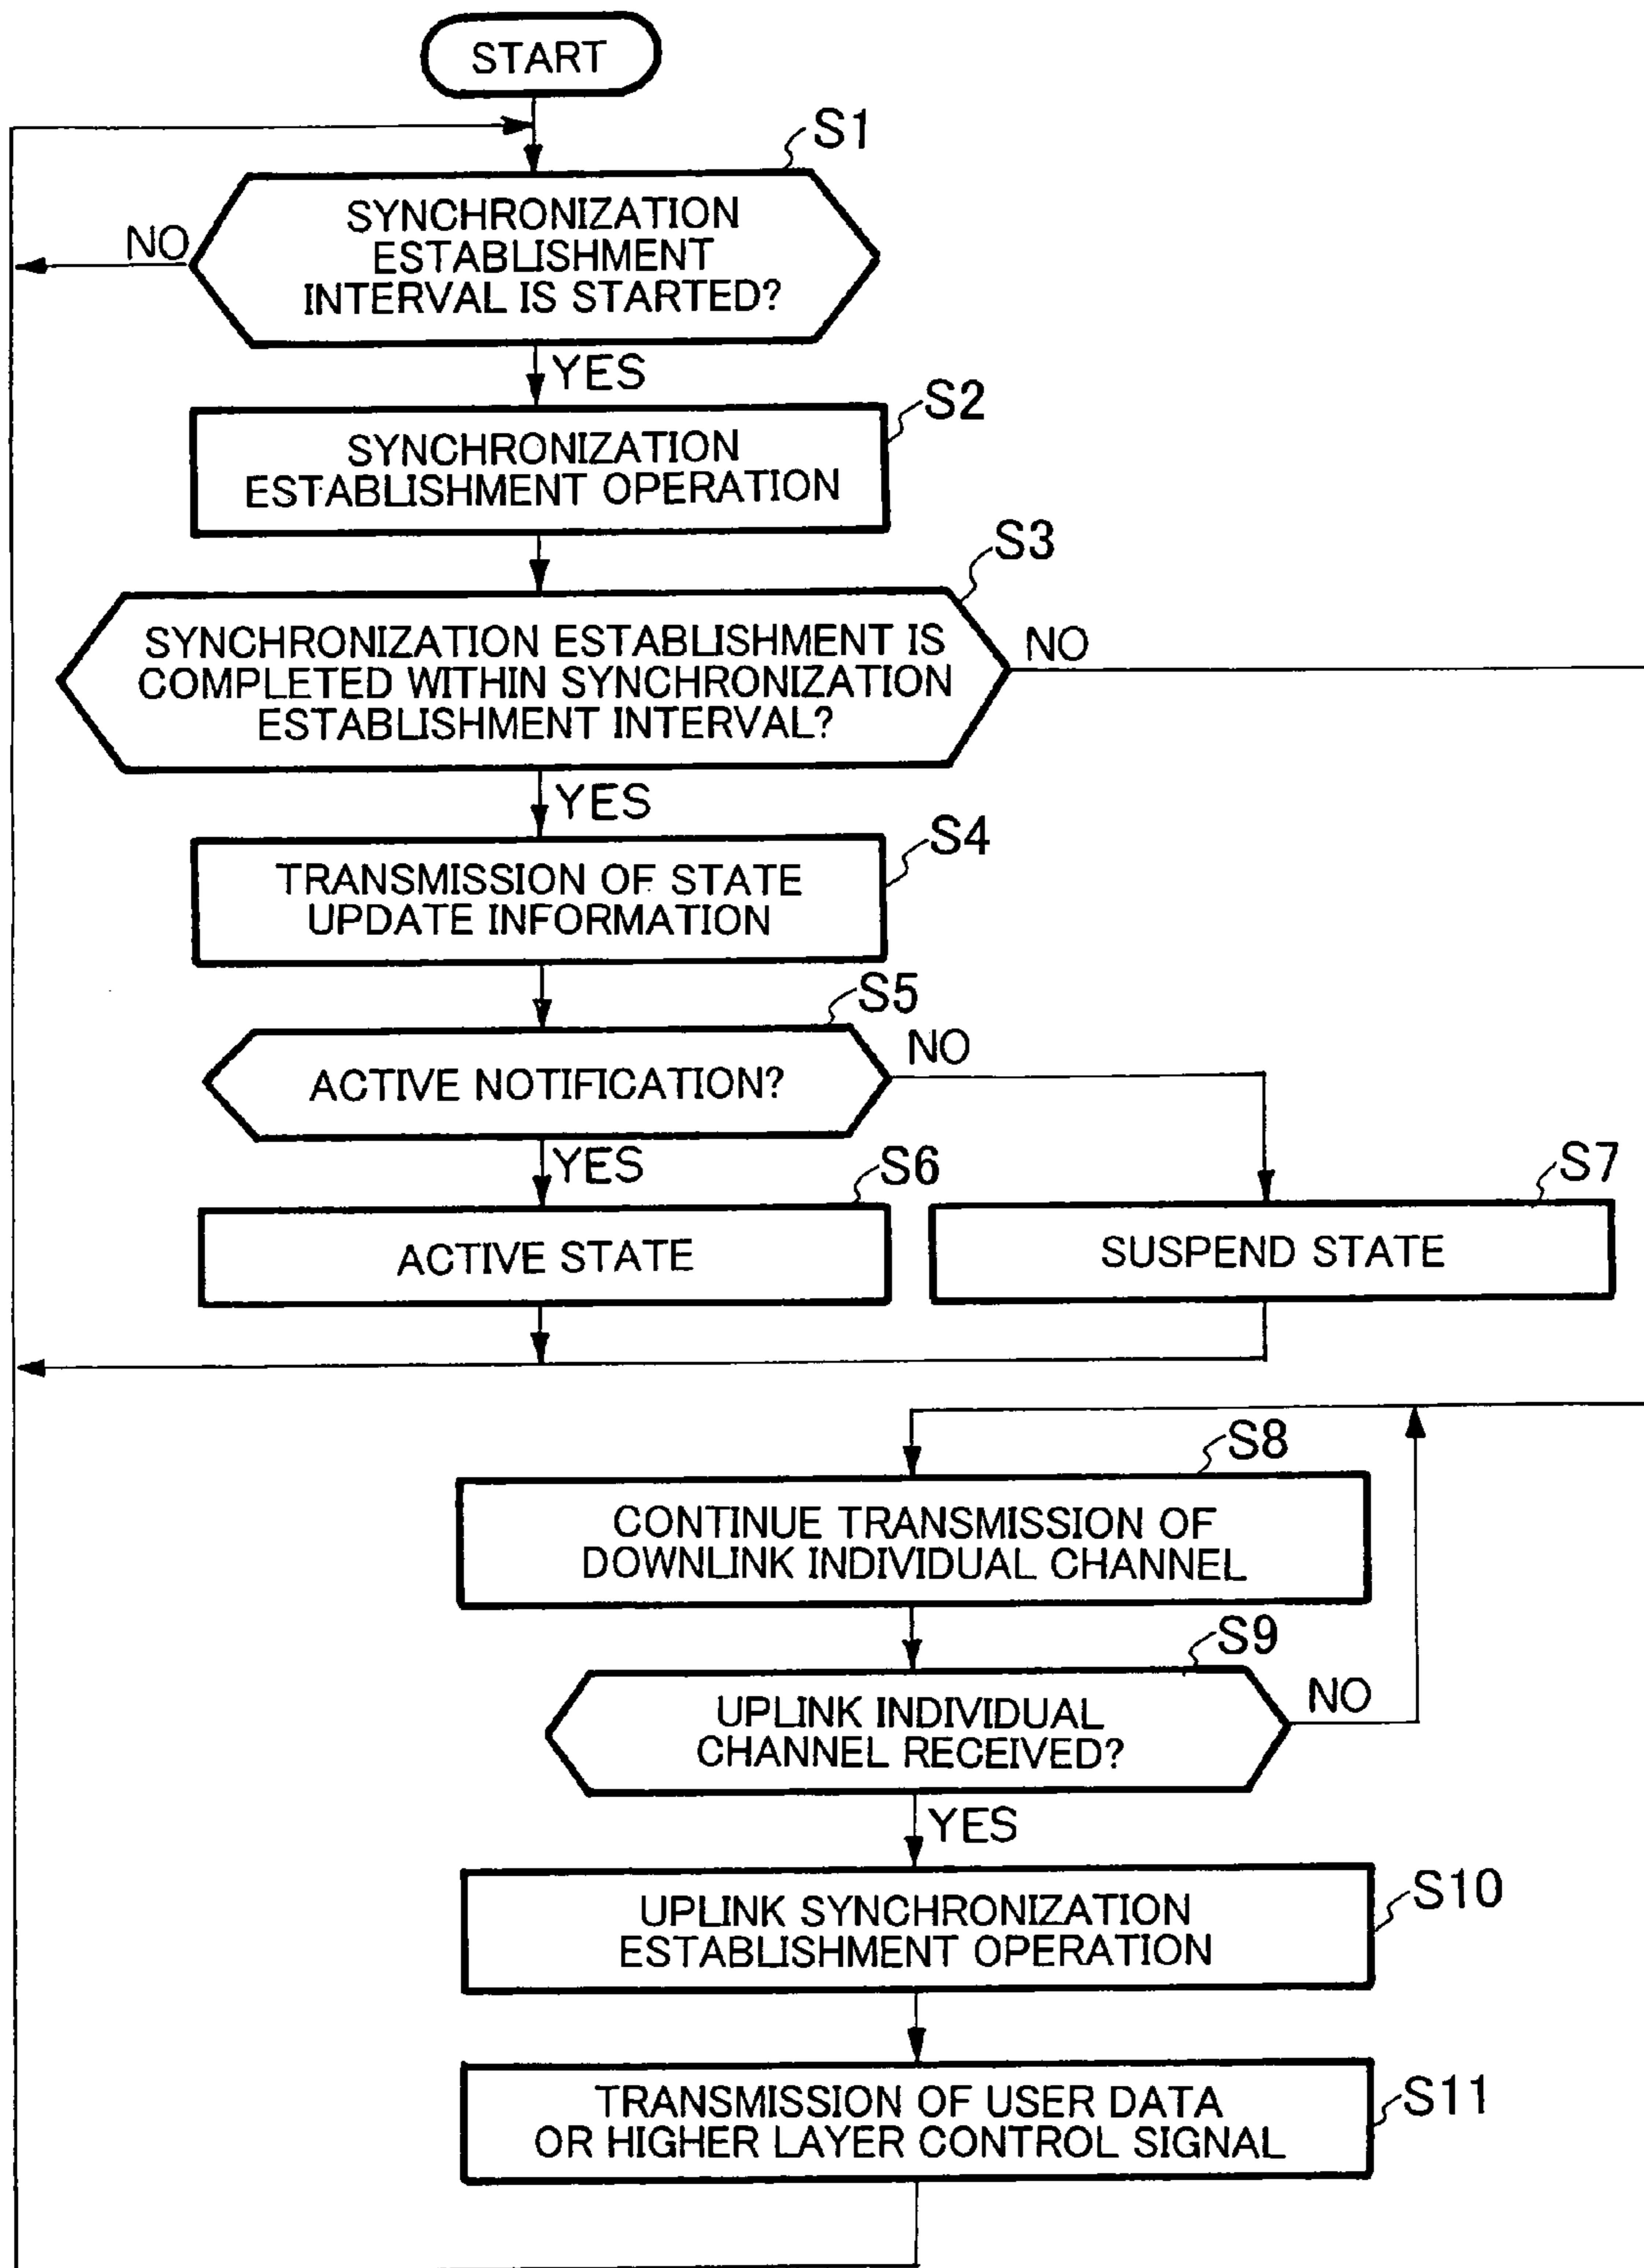 START
S1
SYNCHRONIZATION
ESTABLISHMENT
INTERVAL IS STARTED?
NO
YES
S2
SYNCHRONIZATION
ESTABLISHMENT OPERATION
S3
SYNCHRONIZATION ESTABLISHMENT IS
COMPLETED WITHIN SYNCHRONIZATION
ESTABLISHMENT INTERVAL?
NO
YES
S4
TRANSMISSION OF STATE
UPDATE INFORMATION
S5
ACTIVE NOTIFICATION?
NO
YES
S6
ACTIVE STATE
S7
SUSPEND STATE
S8
CONTINUE TRANSMISSION OF
DOWNLINK INDIVIDUAL CHANNEL
S9
UPLINK INDIVIDUAL
CHANNEL RECEIVED?
NO
YES
S10
UPLINK SYNCHRONIZATION
ESTABLISHMENT OPERATION
S11
TRANSMISSION OF USER DATA
OR HIGHER LAYER CONTROL SIGNAL